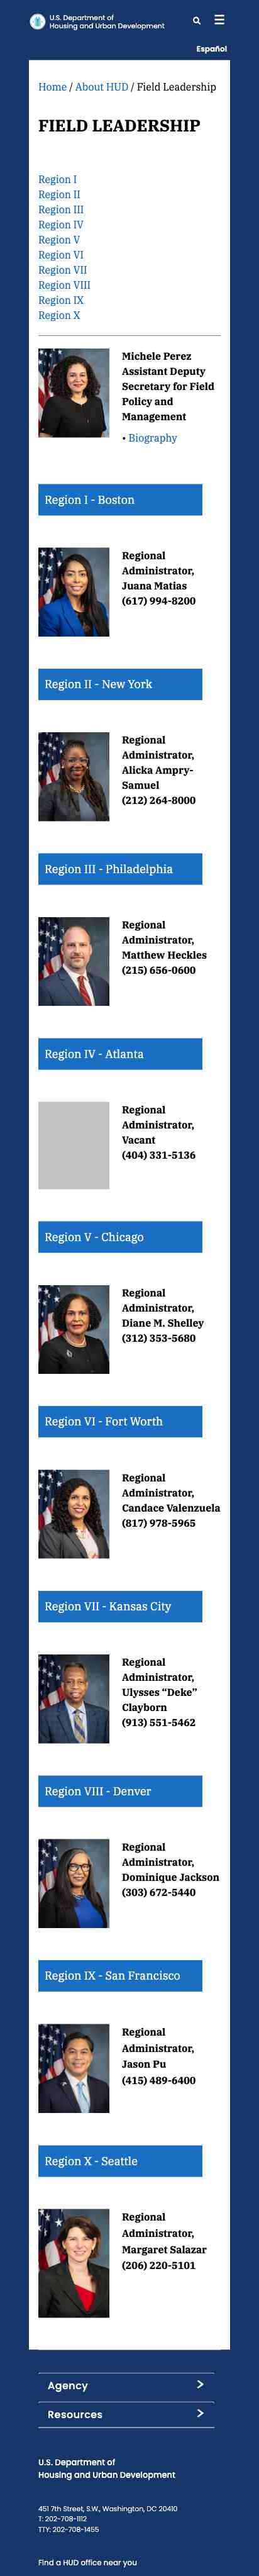 U.S. Department of
Housing and Urban Development
Español
Home / About HUD / Field Leadership
FIELD LEADERSHIP
Region I
Region II
Region III
Region IV
Region V
Region VI
Region VII
Region VIII
Region IX
Region X
Michele Perez
Assistant Deputy
Secretary for Field
Policy and
Management
• Biography
Region I - Boston
Regional
Administrator,
Juana Matias
(617) 994-8200
Region II - New York
Regional
Administrator,
Alicka Ampry-
Samuel
(212) 264-8000
Region III - Philadelphia
Regional
Administrator,
Matthew Heckles
(215) 656-0600
Region IV - Atlanta
Regional
Administrator,
Vacant
(404) 331-5136
Region V - Chicago
Regional
Administrator,
Diane M. Shelley
(312) 353-5680
Region VI - Fort Worth
Regional
Administrator,
Candace Valenzuela
(817) 978-5965
Region VII - Kansas City
Regional
Administrator,
Ulysses “Deke”
Clayborn
(913) 551-5462
Region VIII - Denver
Regional
Administrator,
Dominique Jackson
(303) 672-5440
Region IX - San Francisco
Regional
Administrator,
Jason Pu
(415) 489-6400
Region X - Seattle
Regional
Administrator,
Margaret Salazar
(206) 220-5101
Agency
Resources
U.S. Department of
Housing and Urban Development
451 7th Street, S.W., Washington, DC 20410
T: 202-708-1112
TTY: 202-708-1455
Find a HUD office near you